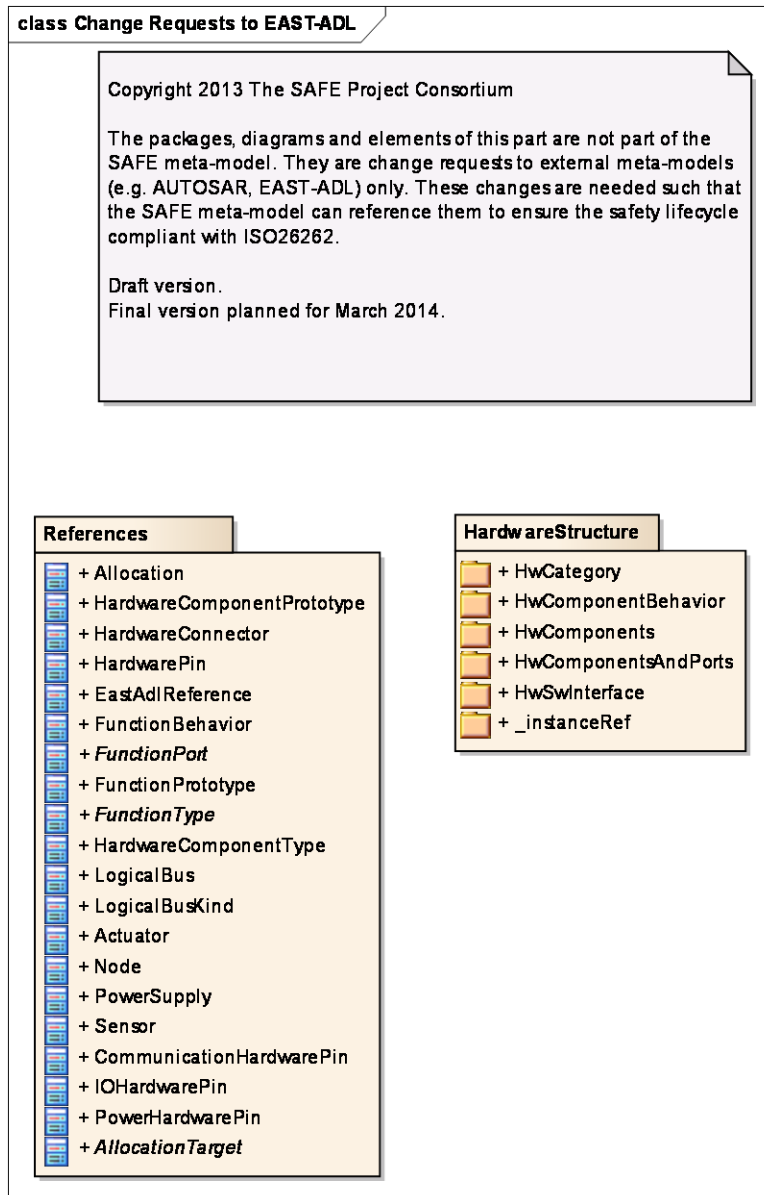 class Change Requests to EAST-ADL
Copyright 2013 The SAFE Project Consortium
The packages, diagrams and elements of this part are not part of the
SAFE meta-model. They are change requests to external meta-models
(e.g. AUTOSAR, EAST-ADL) only. These changes are needed such that
the SAFE meta-model can reference them to ensure the safety lifecycle
compliant with ISO26262.
Draft version.
Final version planned for March 2014.
References
+ Allocation
+ HardwareComponentPrototype
+ HardwareConnector
+ HardwarePin
+ EastAdlReference
+ FunctionBehavior
+ FunctionPort
+ FunctionPrototype
+ FunctionType
+ HardwareComponentType
+ LogicalBus
+ LogicalBusKind
+ Actuator
+ Node
+ PowerSupply
+ Sensor
+ CommunicationHardwarePin
+ IOHardwarePin
+ PowerHardwarePin
+ AllocationTarget
HardwareStructure
+ HwCategory
+ HwComponentBehavior
+ HwComponents
+ HwComponentsAndPorts
+ HwSwInterface
+ _instanceRef